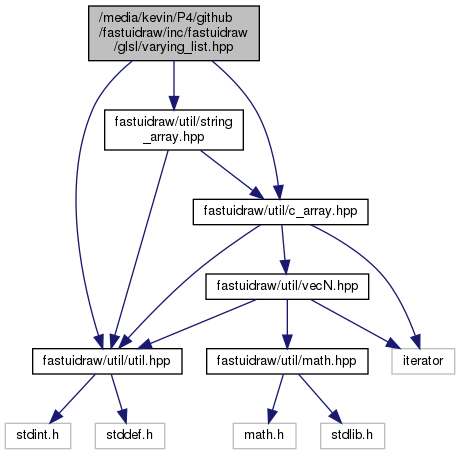 /media/kevin/P4/github
/fastuidraw/inc/fastuidraw
/glsl/varying_list.hpp
fastuidraw/util/string
_array.hpp
fastuidraw/util/c_array.hpp
fastuidraw/util/vecN.hpp
fastuidraw/util/util.hpp
fastuidraw/util/math.hpp
iterator
stdint.h
stddef.h
math.h
stdlib.h